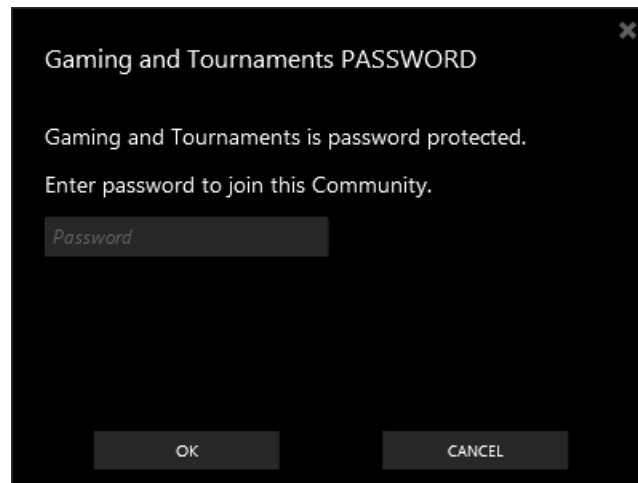 Gaming and Tournaments PASSWORD
Gaming and Tournaments is password protected.
Enter password to join this Community.
Password
OK
CANCEL